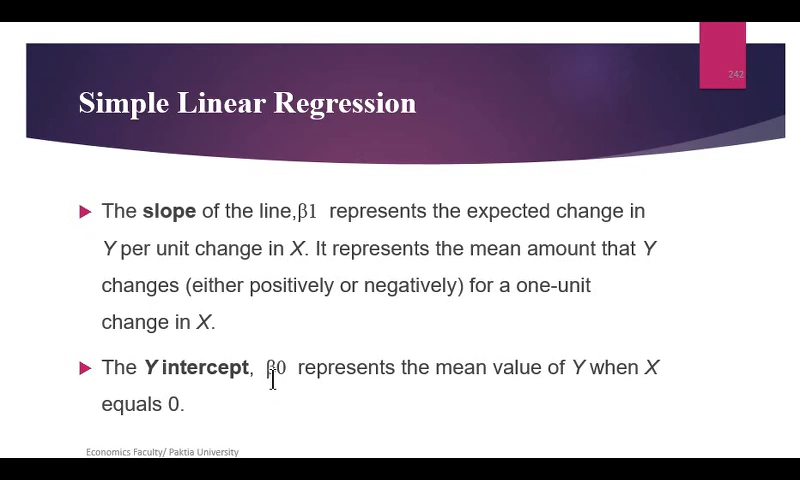 242
Simple Linear Regression
The slope of the line,β1 represents the expected change in
Y per unit change in X. It represents the mean amount that Y
changes (either positively or negatively) for a one-unit
change in X.
The Y intercept, β0 represents the mean value of Y when X
equals 0.
Economics Faculty/ Paktia University